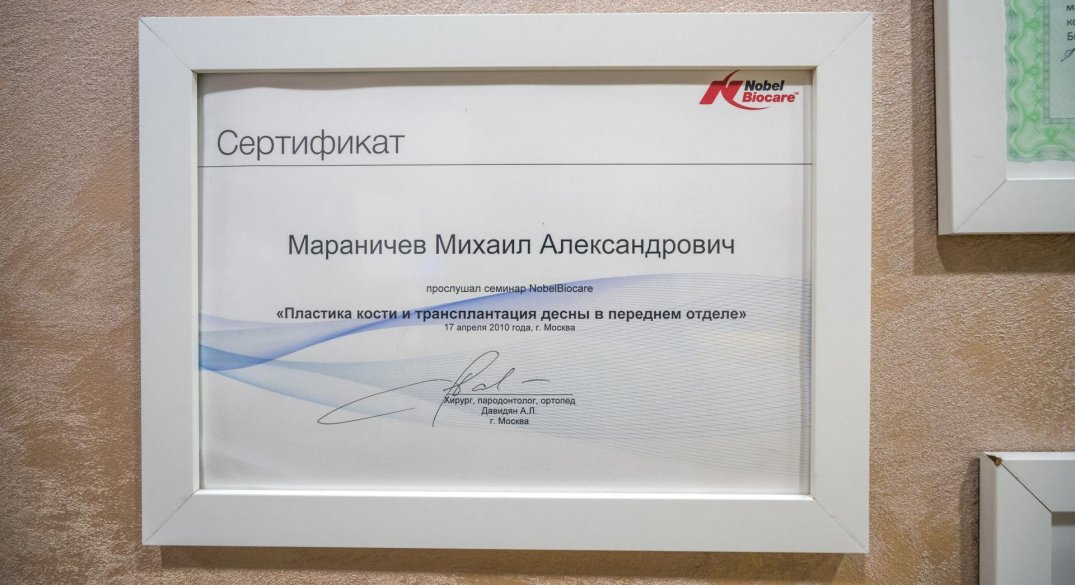 Nobel
Biocare™
Сертификат
Мараничев Михаил Александрович
прослушал семинар NobelBiocare
«Пластика кости и трансплантация десны в переднем отделе»
17 апреля 2010 года, г. Москва
Хирург, пародонтолог, ортопед
Давидян А.Л.
г. Москва